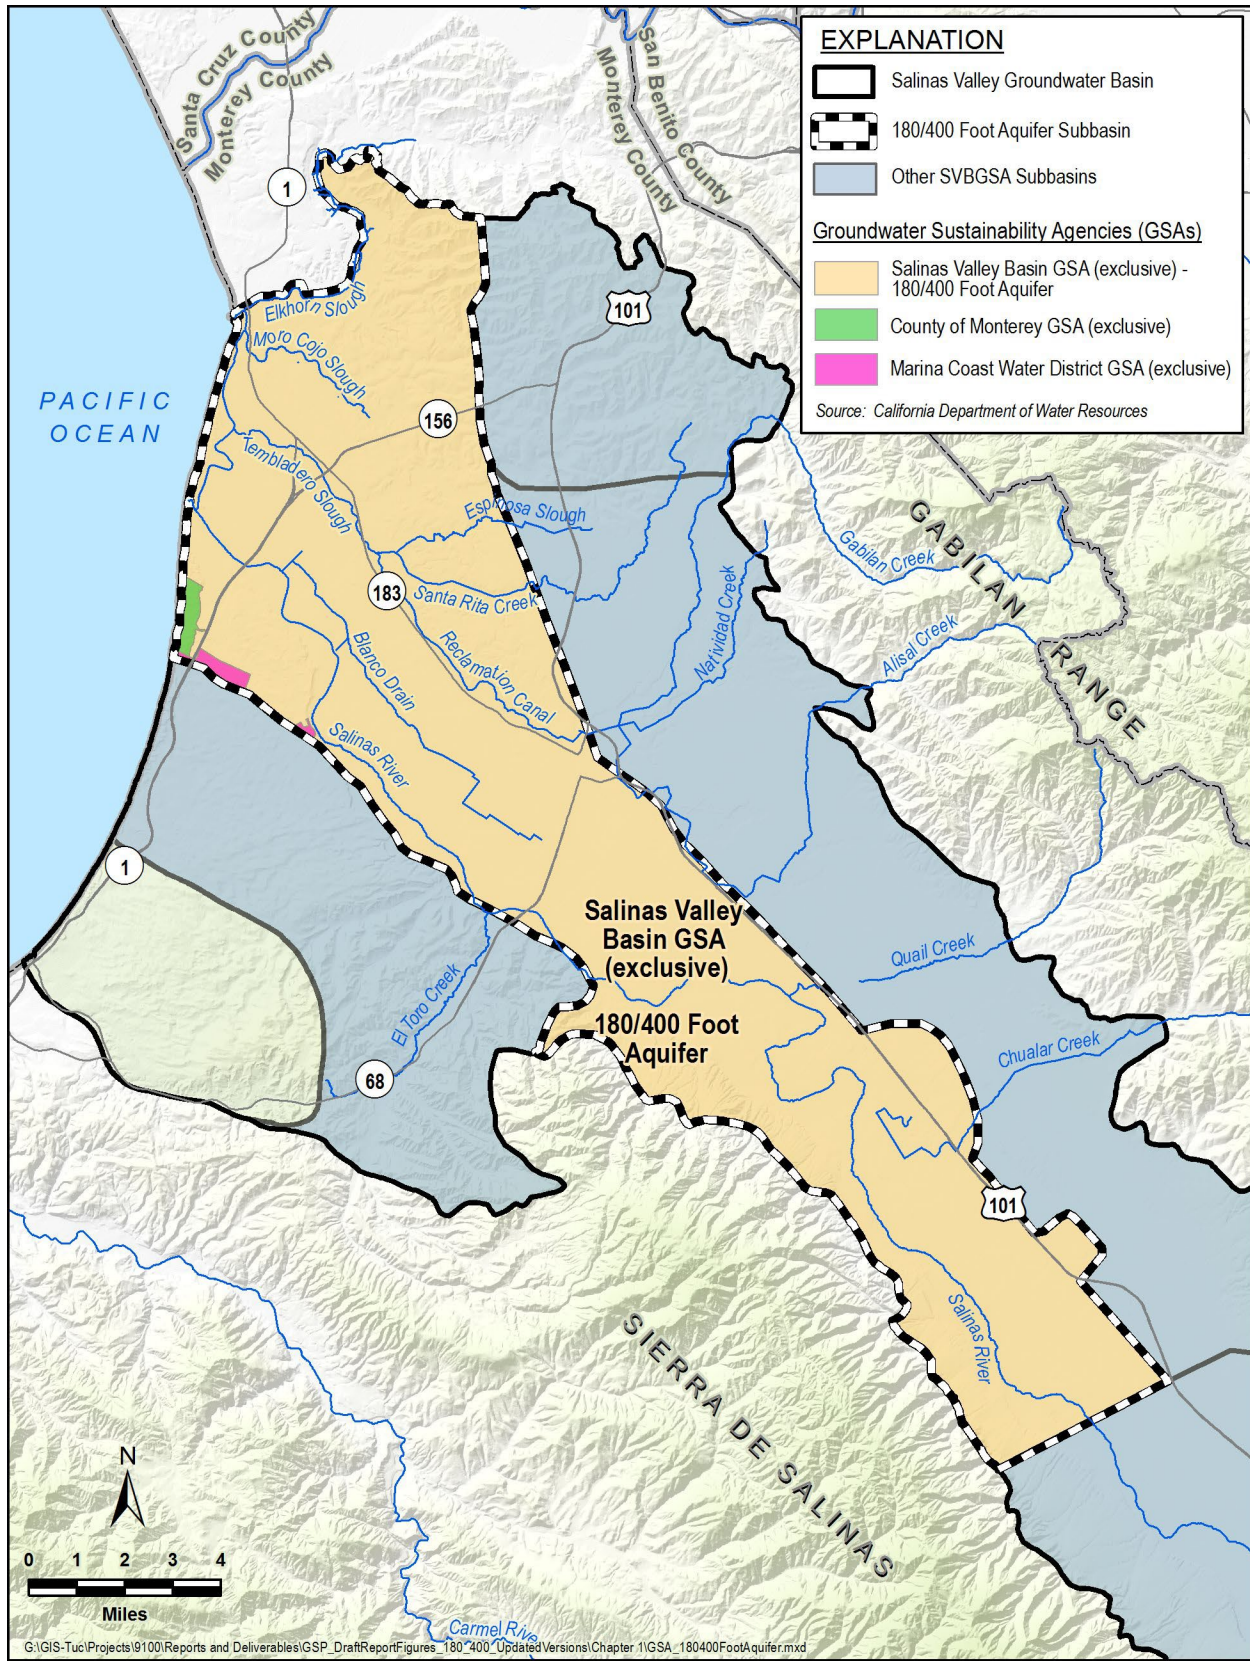 Santa Cruz County
Monterey County
San Benito County
Monterey County
EXPLANATION
Salinas Valley Groundwater Basin
180/400 Foot Aquifer Subbasin
Other SVBGSA Subbasins
Groundwater Sustainability Agencies (GSAs)
Salinas Valley Basin GSA (exclusive) -
180/400 Foot Aquifer
County of Monterey GSA (exclusive)
Marina Coast Water District GSA (exclusive)
Source: California Department of Water Resources
1
101
Elkhorn Slough
Moro Cojo Slough
PACIFIC
OCEAN
156
Tembladero Slough
Espinosa Slough
GABILAN
RANGE
Gabilan Creek
183
Santa Rita Creek
Natividad Creek
Alisal Creek
Blanco Drain
Reclamation Canal
Salinas River
1
Salinas Valley
Basin GSA
(exclusive)
180/400 Foot
Aquifer
Quail Creek
El Toro Creek
Chualar Creek
68
101
Salinas River
SIERRA DE SALINAS
N
0 1 2 3 4
Miles
Carmel River
G:\GIS-Tuc\Projects\9100\Reports and Deliverables\GSP_DraftReportFigures_180_400_UpdatedVersions\Chapter 1\GSA_180400FootAquifer.mxd